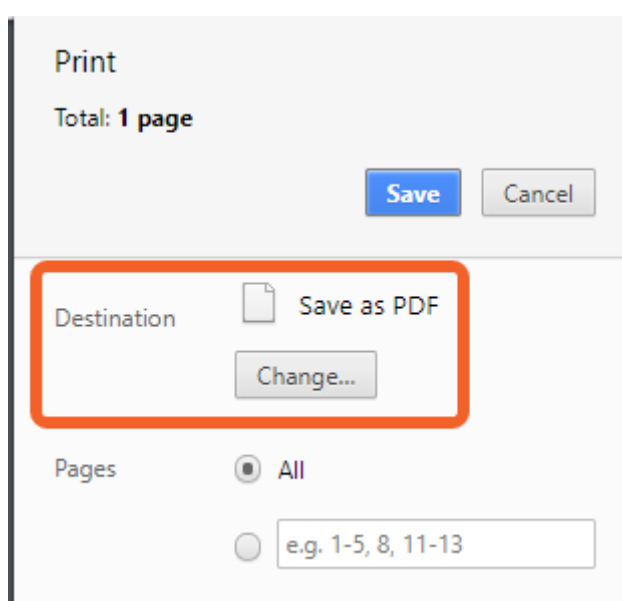 Print
Total: 1 page
Save Cancel
Destination Save as PDF
Change...
Pages All
e.g. 1-5, 8, 11-13